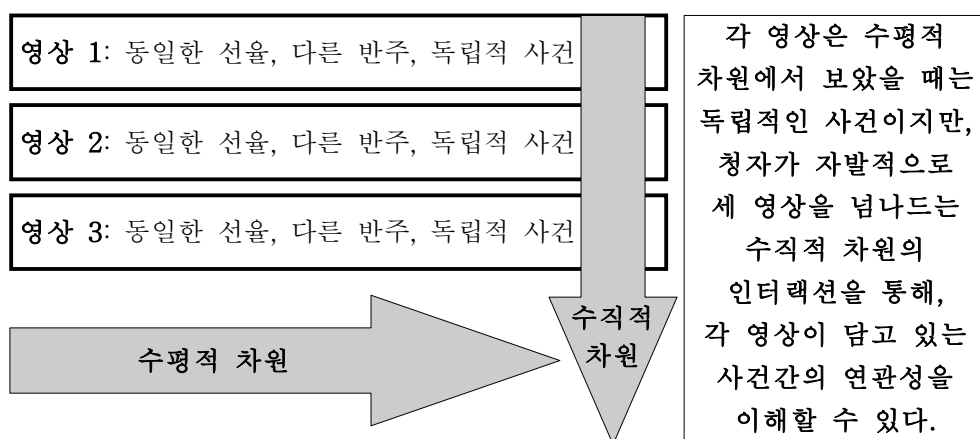 영상 1: 동일한 선율, 다른 반주, 독립적 사건
영상 2: 동일한 선율, 다른 반주, 독립적 사건
영상 3: 동일한 선율, 다른 반주, 독립적 사건
수평적 차원
수직적
차원
각 영상은 수평적
차원에서 보았을 때는
독립적인 사건이지만,
청자가 자발적으로
세 영상을 넘나드는
수직적 차원의
인터랙션을 통해,
각 영상이 담고 있는
사건간의 연관성을
이해할 수 있다.